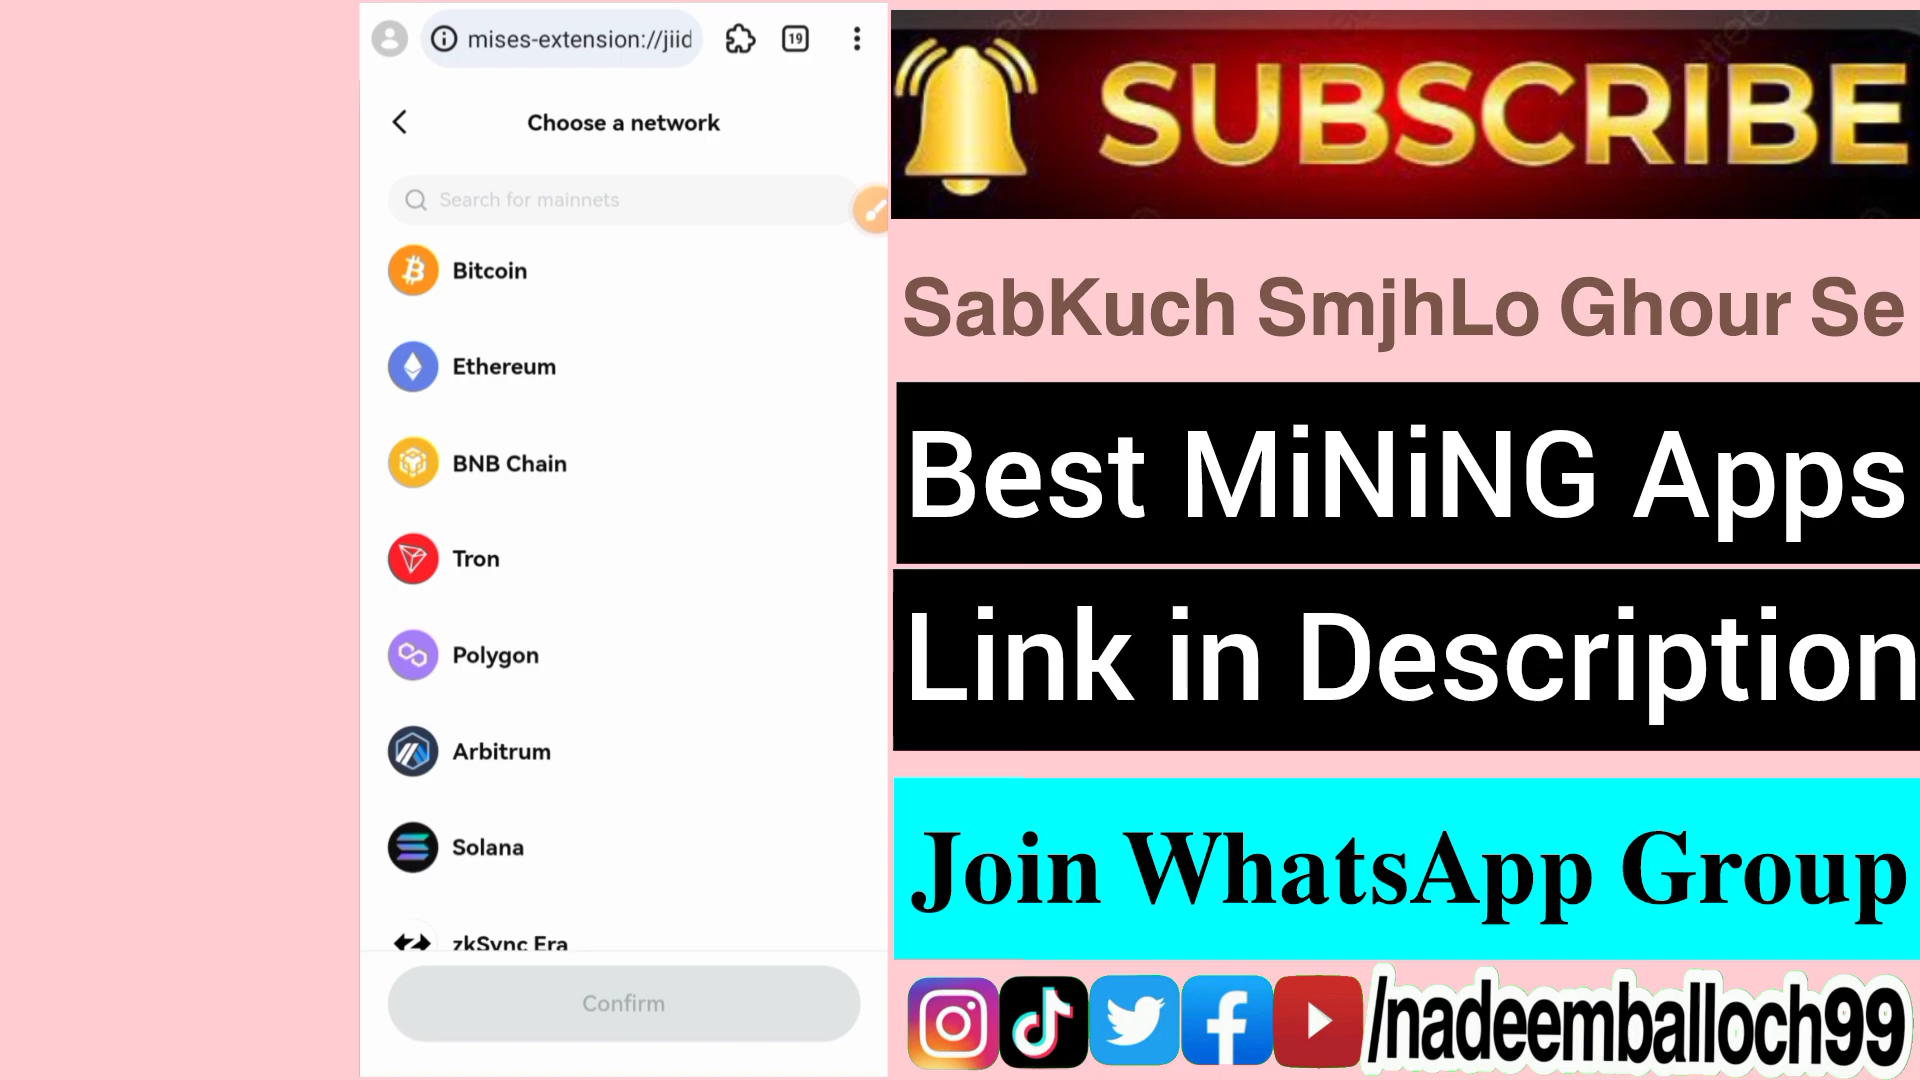 mises-extension://jiid
19
Choose a network
Search for mainnets
Bitcoin
Ethereum
BNB Chain
Tron
Polygon
Arbitrum
Solana
zkSync Era
Confirm
SUBSCRIBE
SabKuch SmjhLo Ghour Se
Best MiNiNG Apps
Link in Description
Join WhatsApp Group
/nadeemballoch99